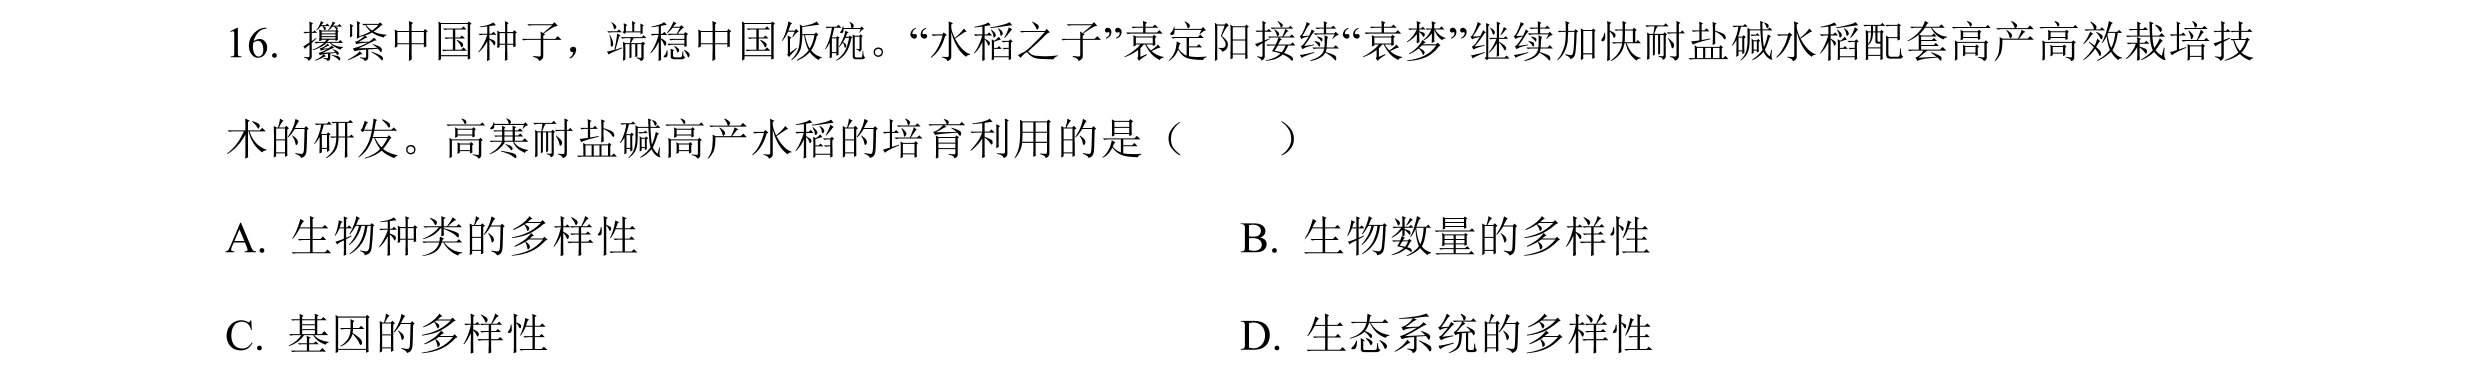 16. 攥紧中国种子，端稳中国饭碗。“水稻之子”袁定阳接续“袁梦”继续加快耐盐碱水稻配套高产高效栽培技
术的研发。高寒耐盐碱高产水稻的培育利用的是（　　）
A. 生物种类的多样性 B. 生物数量的多样性
C. 基因的多样性 D. 生态系统的多样性